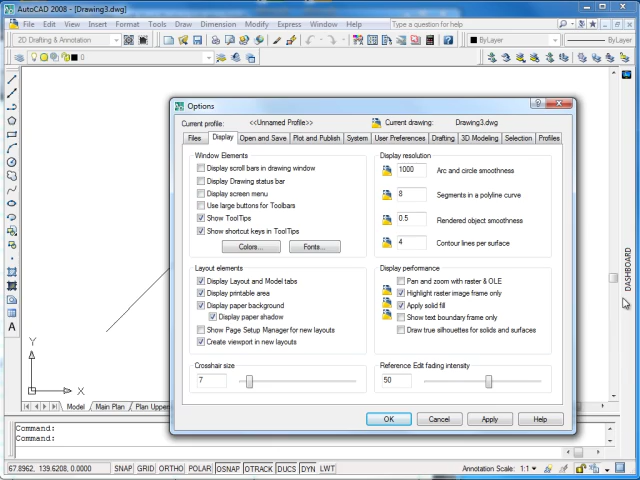 AutoCAD 2008 - [Drawing3.dwg]
File Edit View Insert Format Tools Draw Dimension Modify Express Window Help Type a question for help
2D Drafting & Annotation ByLayer ByLayer
0
Options
Current profile: <<Unnamed Profile>> Current drawing: Drawing3.dwg
Files Display Open and Save Plot and Publish System User Preferences Drafting 3D Modeling Selection Profiles
Window Elements
Display scroll bars in drawing window
Display Drawing status bar
Display screen menu
Use large buttons for Toolbars
Show ToolTips
Show shortcut keys in ToolTips
Colors... Fonts...
Display resolution
1000 Arc and circle smoothness
8 Segments in a polyline curve
0.5 Rendered object smoothness
4 Contour lines per surface
Layout elements
Display Layout and Model tabs
Display printable area
Display paper background
Display paper shadow
Show Page Setup Manager for new layouts
Create viewport in new layouts
Display performance
Pan and zoom with raster & OLE
Highlight raster image frame only
Apply solid fill
Show text boundary frame only
Draw true silhouettes for solids and surfaces
Crosshair size
7
Reference Edit fading intensity
50
OK Cancel Apply Help
DASHBOARD
A
Y
X
Model Main Plan Plan Upper
Command:
Command:
67.8962, 139.6208, 0.0000 SNAP GRID ORTHO POLAR OSNAP OTRACK DUCS DYN LWT Annotation Scale: 1:1